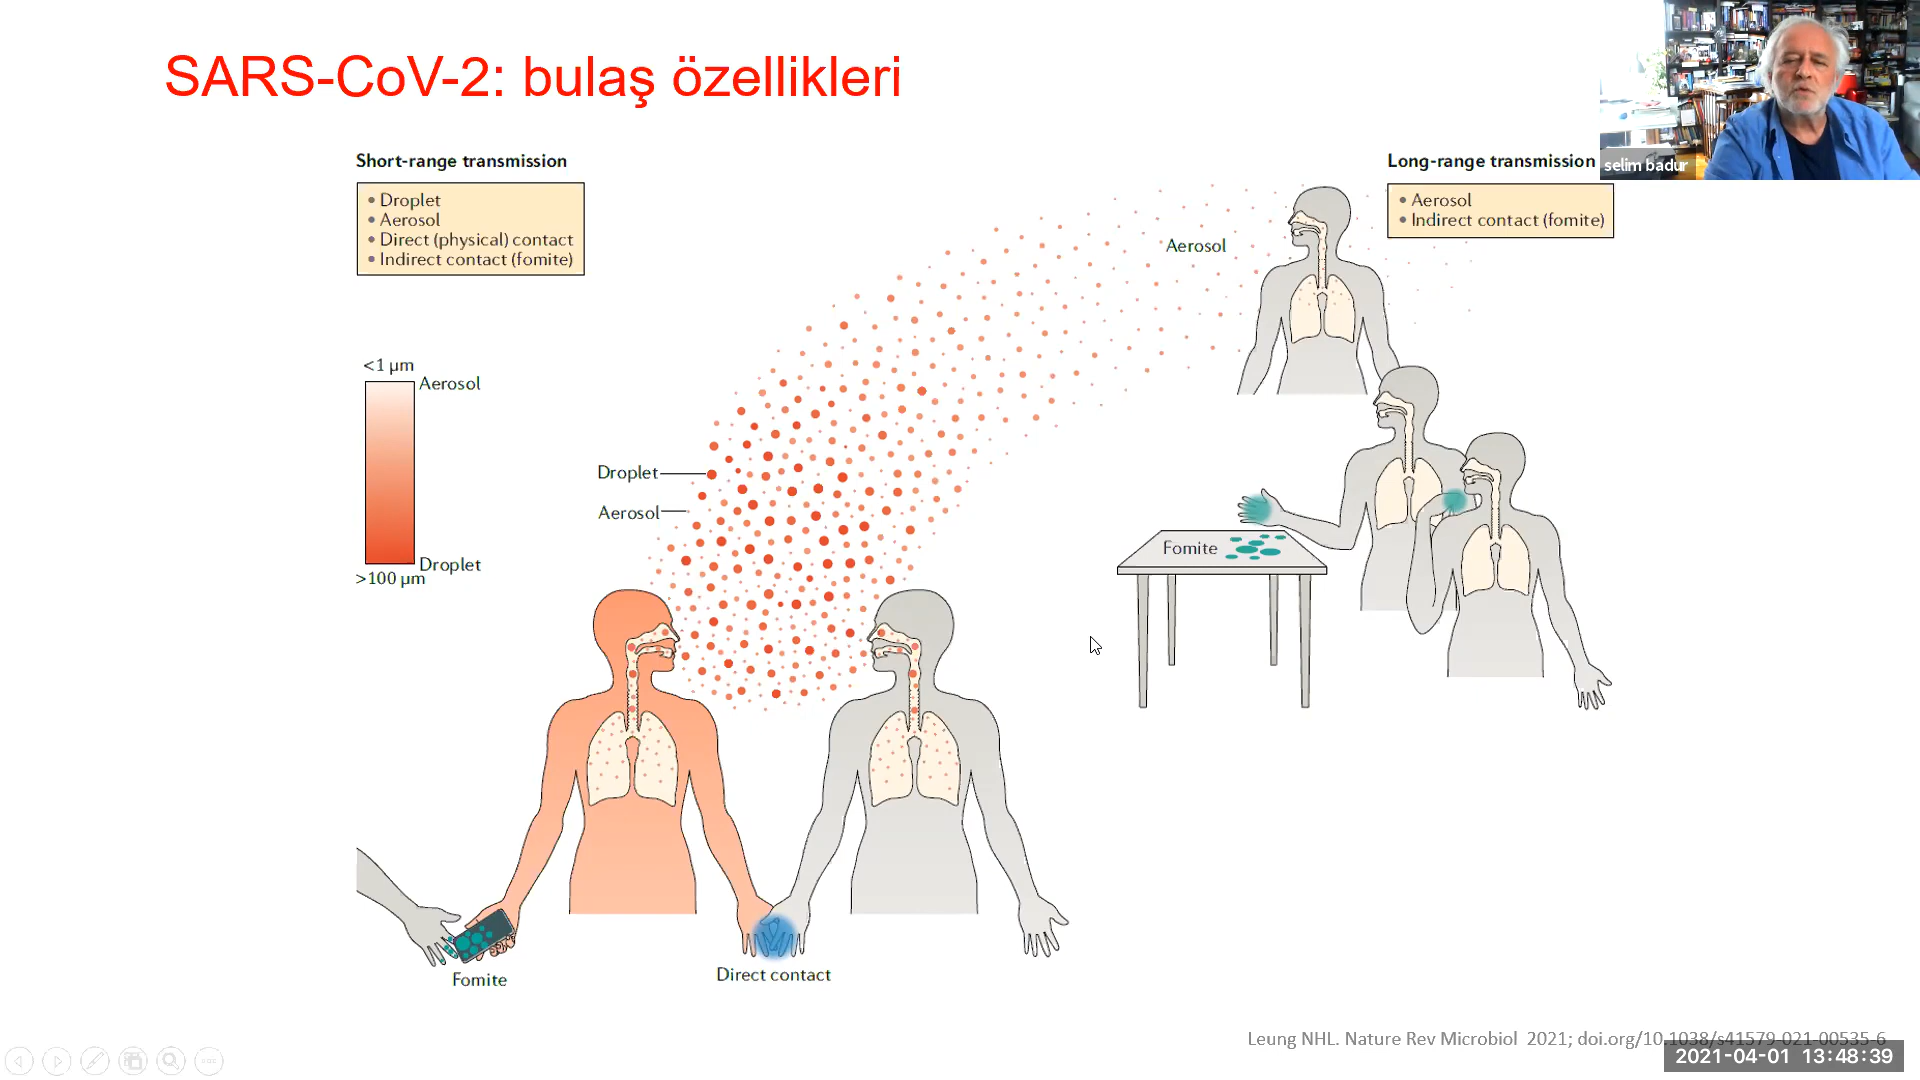 SARS-CoV-2: bulaş özellikleri
selim badur
Short-range transmission
• Droplet
• Aerosol
• Direct (physical) contact
• Indirect contact (fomite)
Long-range transmission
• Aerosol
• Indirect contact (fomite)
Aerosol
<1 µm
Aerosol
Droplet
>100 µm
Droplet
Aerosol
Fomite
Fomite
Direct contact
Leung NHL. Nature Rev Microbiol 2021; doi.org/10.1038/s41579-021-00535-6
2021-04-01 13:48:39